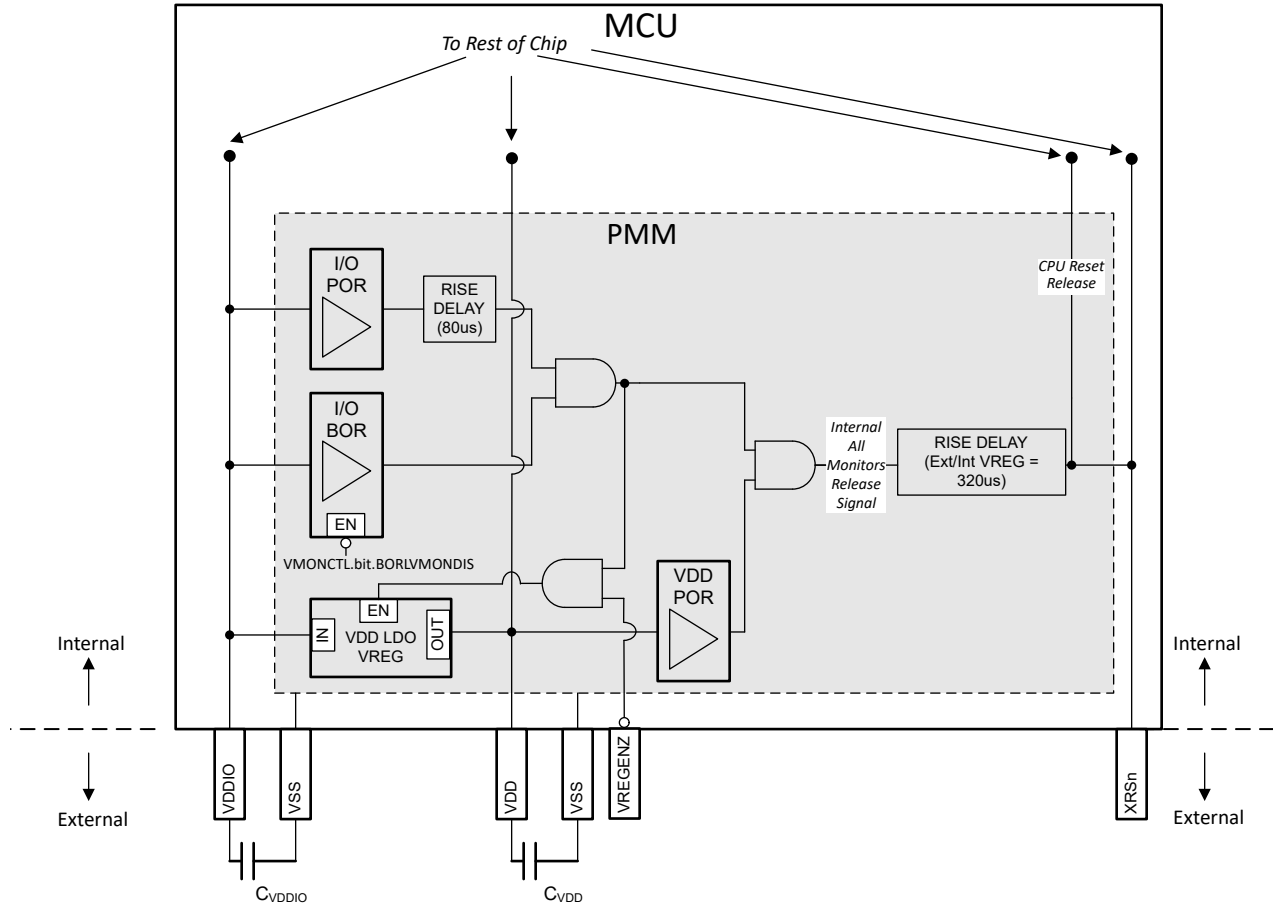 MCU
To Rest of Chip
PMM
I/O
POR
RISE
DELAY
(80us)
CPU Reset
Release
I/O
BOR
EN
VMONCTL.bit.BORLVMONDIS
Internal
All
Monitors
Release
Signal
RISE DELAY
(Ext/Int VREG =
320us)
EN
IN
VDD LDO
VREG
OUT
VDD
POR
Internal
External
Internal
External
VDDIO
VSS
VDD
VSS
VREGENZ
XRSn
CVDDIO
CVDD